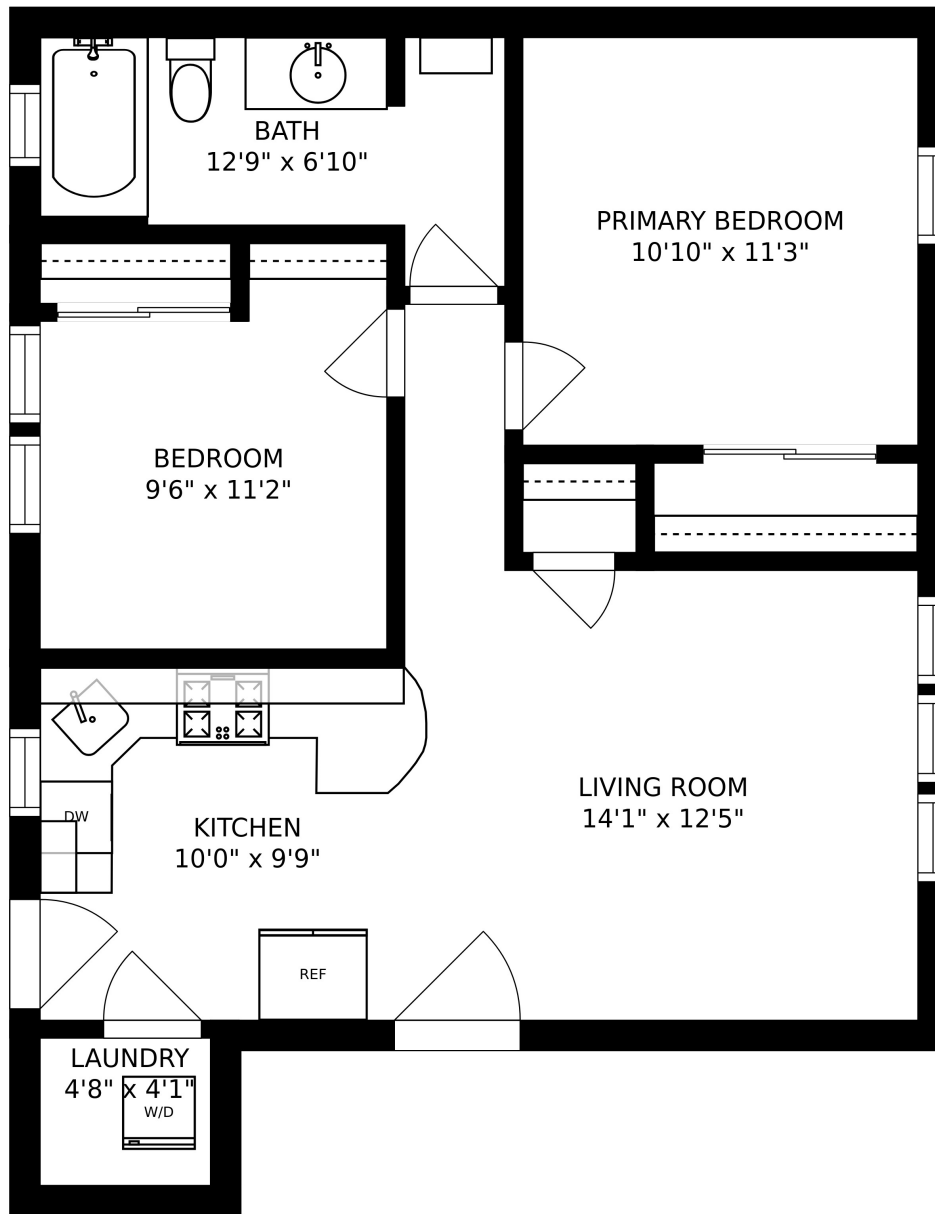 BATH
12'9" x 6'10"
PRIMARY BEDROOM
10'10" x 11'3"
BEDROOM
9'6" x 11'2"
LIVING ROOM
14'1" x 12'5"
DW
KITCHEN
10'0" x 9'9"
REF
LAUNDRY
4'8" x 4'1"
W/D